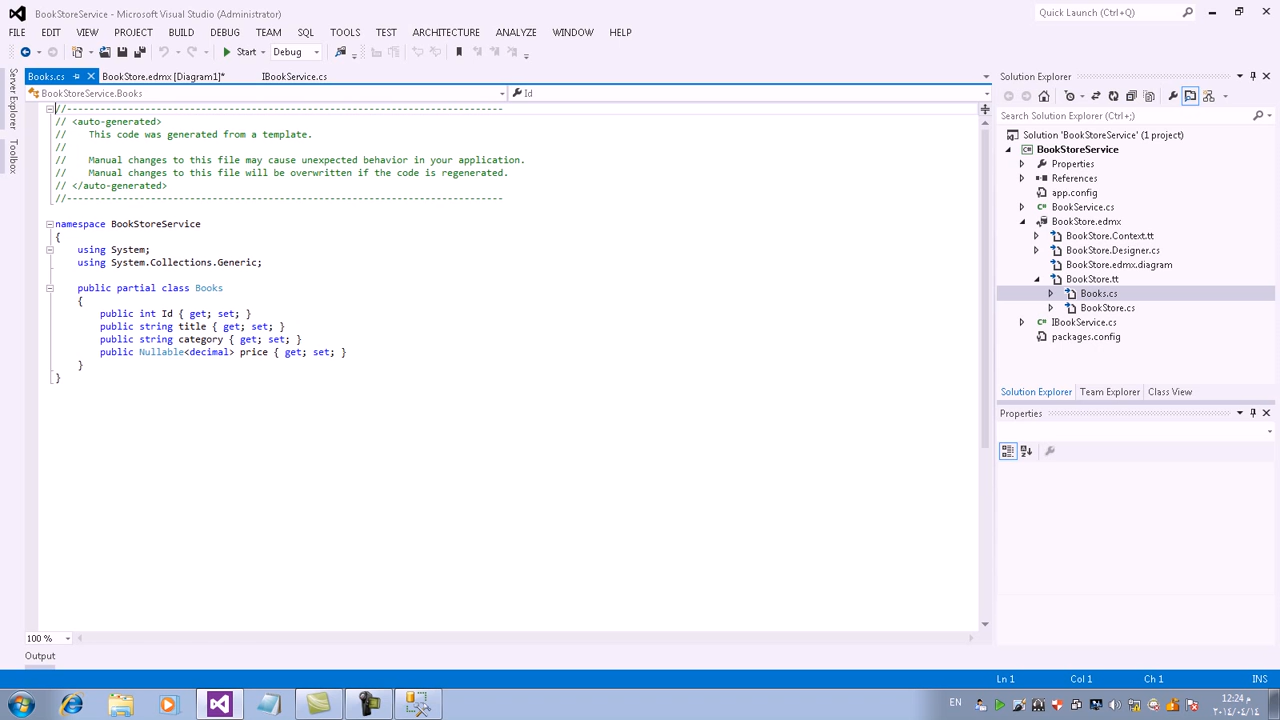 BookStoreService - Microsoft Visual Studio (Administrator)
Quick Launch (Ctrl+Q)
FILE EDIT VIEW PROJECT BUILD DEBUG TEAM SQL TOOLS TEST ARCHITECTURE ANALYZE WINDOW HELP
Start Debug
Books.cs BookStore.edmx [Diagram1]* IBookService.cs
BookStoreService.Books Id
Server Explorer
Toolbox
//-------------------------------------------------------------------------------
// <auto-generated>
//    This code was generated from a template.
//
//    Manual changes to this file may cause unexpected behavior in your application.
//    Manual changes to this file will be overwritten if the code is regenerated.
// </auto-generated>
//-------------------------------------------------------------------------------
namespace BookStoreService
{
    using System;
    using System.Collections.Generic;
    public partial class Books
    {
        public int Id { get; set; }
        public string title { get; set; }
        public string category { get; set; }
        public Nullable<decimal> price { get; set; }
    }
}
100 %
Output
Solution Explorer
Search Solution Explorer (Ctrl+;)
Solution 'BookStoreService' (1 project)
BookStoreService
Properties
References
app.config
BookService.cs
BookStore.edmx
BookStore.Context.tt
BookStore.Designer.cs
BookStore.edmx.diagram
BookStore.tt
Books.cs
BookStore.cs
IBookService.cs
packages.config
Solution Explorer Team Explorer Class View
Properties
Ln 1 Col 1 Ch 1 INS
EN
12:24 م
٢٠١٤/٠٤/١٤